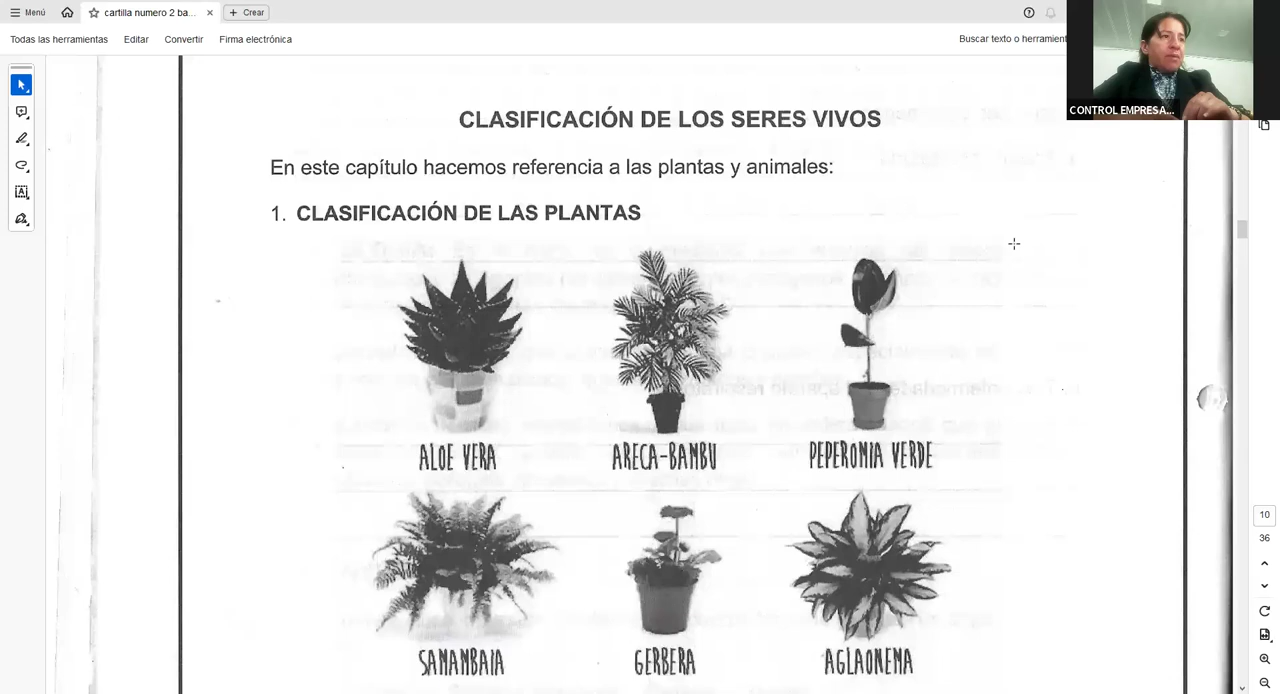 Menú
cartilla numero 2 ba...
Crear
Todas las herramientas
Editar
Convertir
Firma electrónica
Buscar texto o herramient
CONTROL EMPRESA...
CLASIFICACIÓN DE LOS SERES VIVOS
En este capítulo hacemos referencia a las plantas y animales:
1. CLASIFICACIÓN DE LAS PLANTAS
ALOE VERA
ARECA-BAMBU
PEPEROMIA VERDE
SAMAMBAIA
GERBERA
AGLAONEMA
10
36